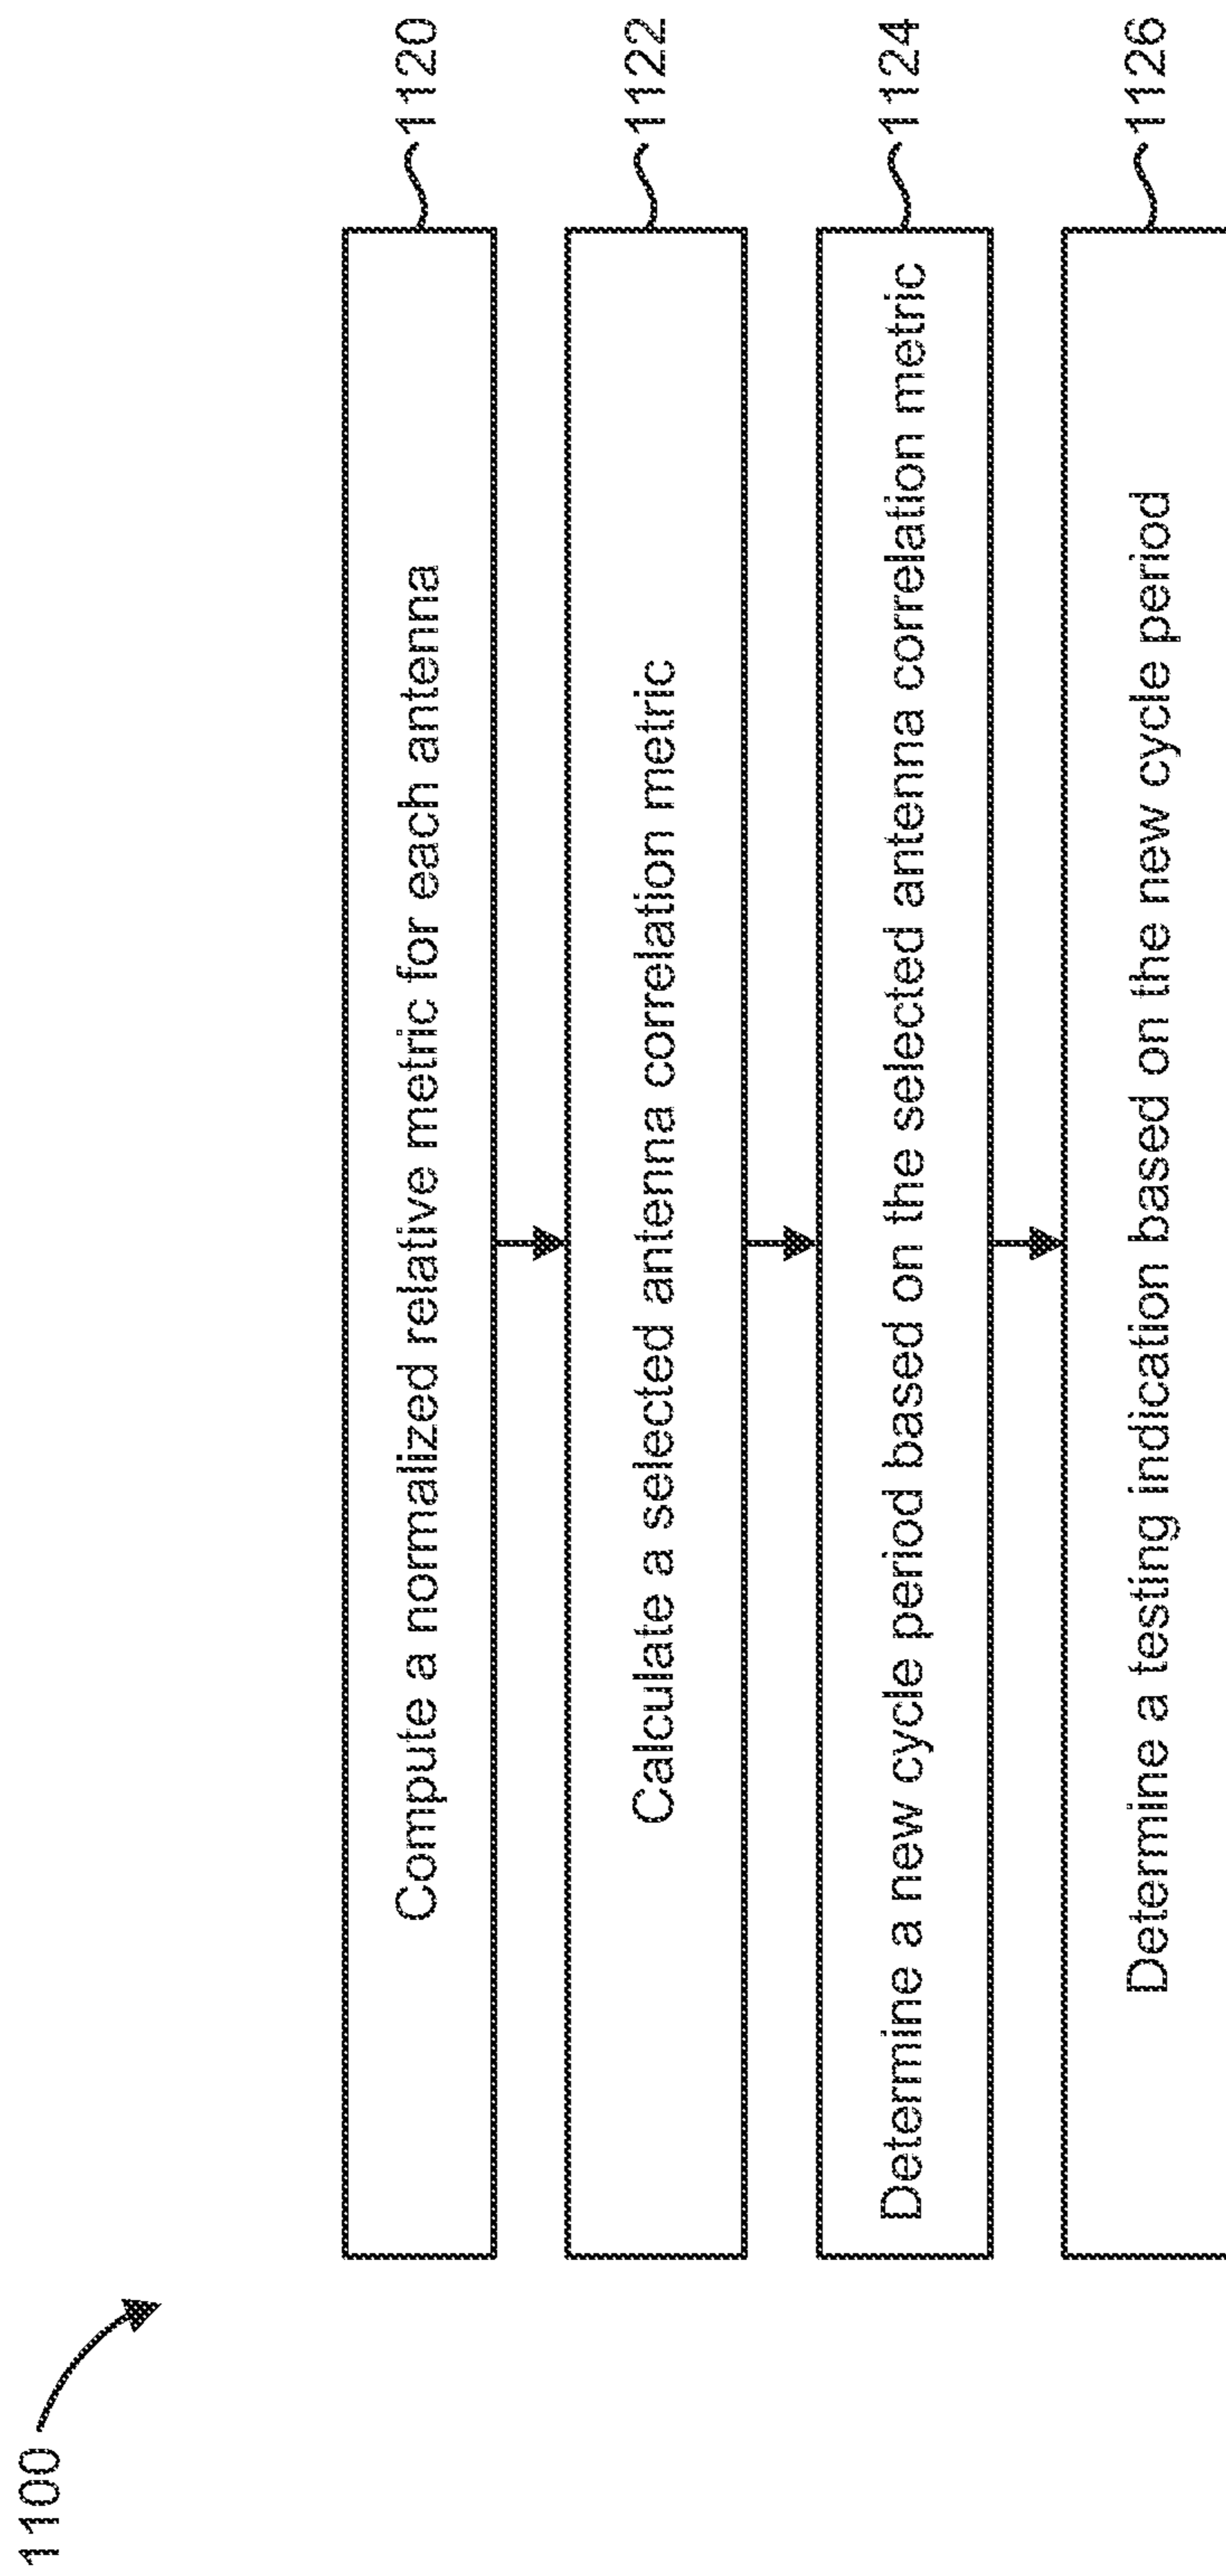 1100
Compute a normalized relative metric for each antenna
1120
Calculate a selected antenna correlation metric
1122
Determine a new cycle period based on the selected antenna correlation metric
1124
Determine a testing indication based on the new cycle period
1126